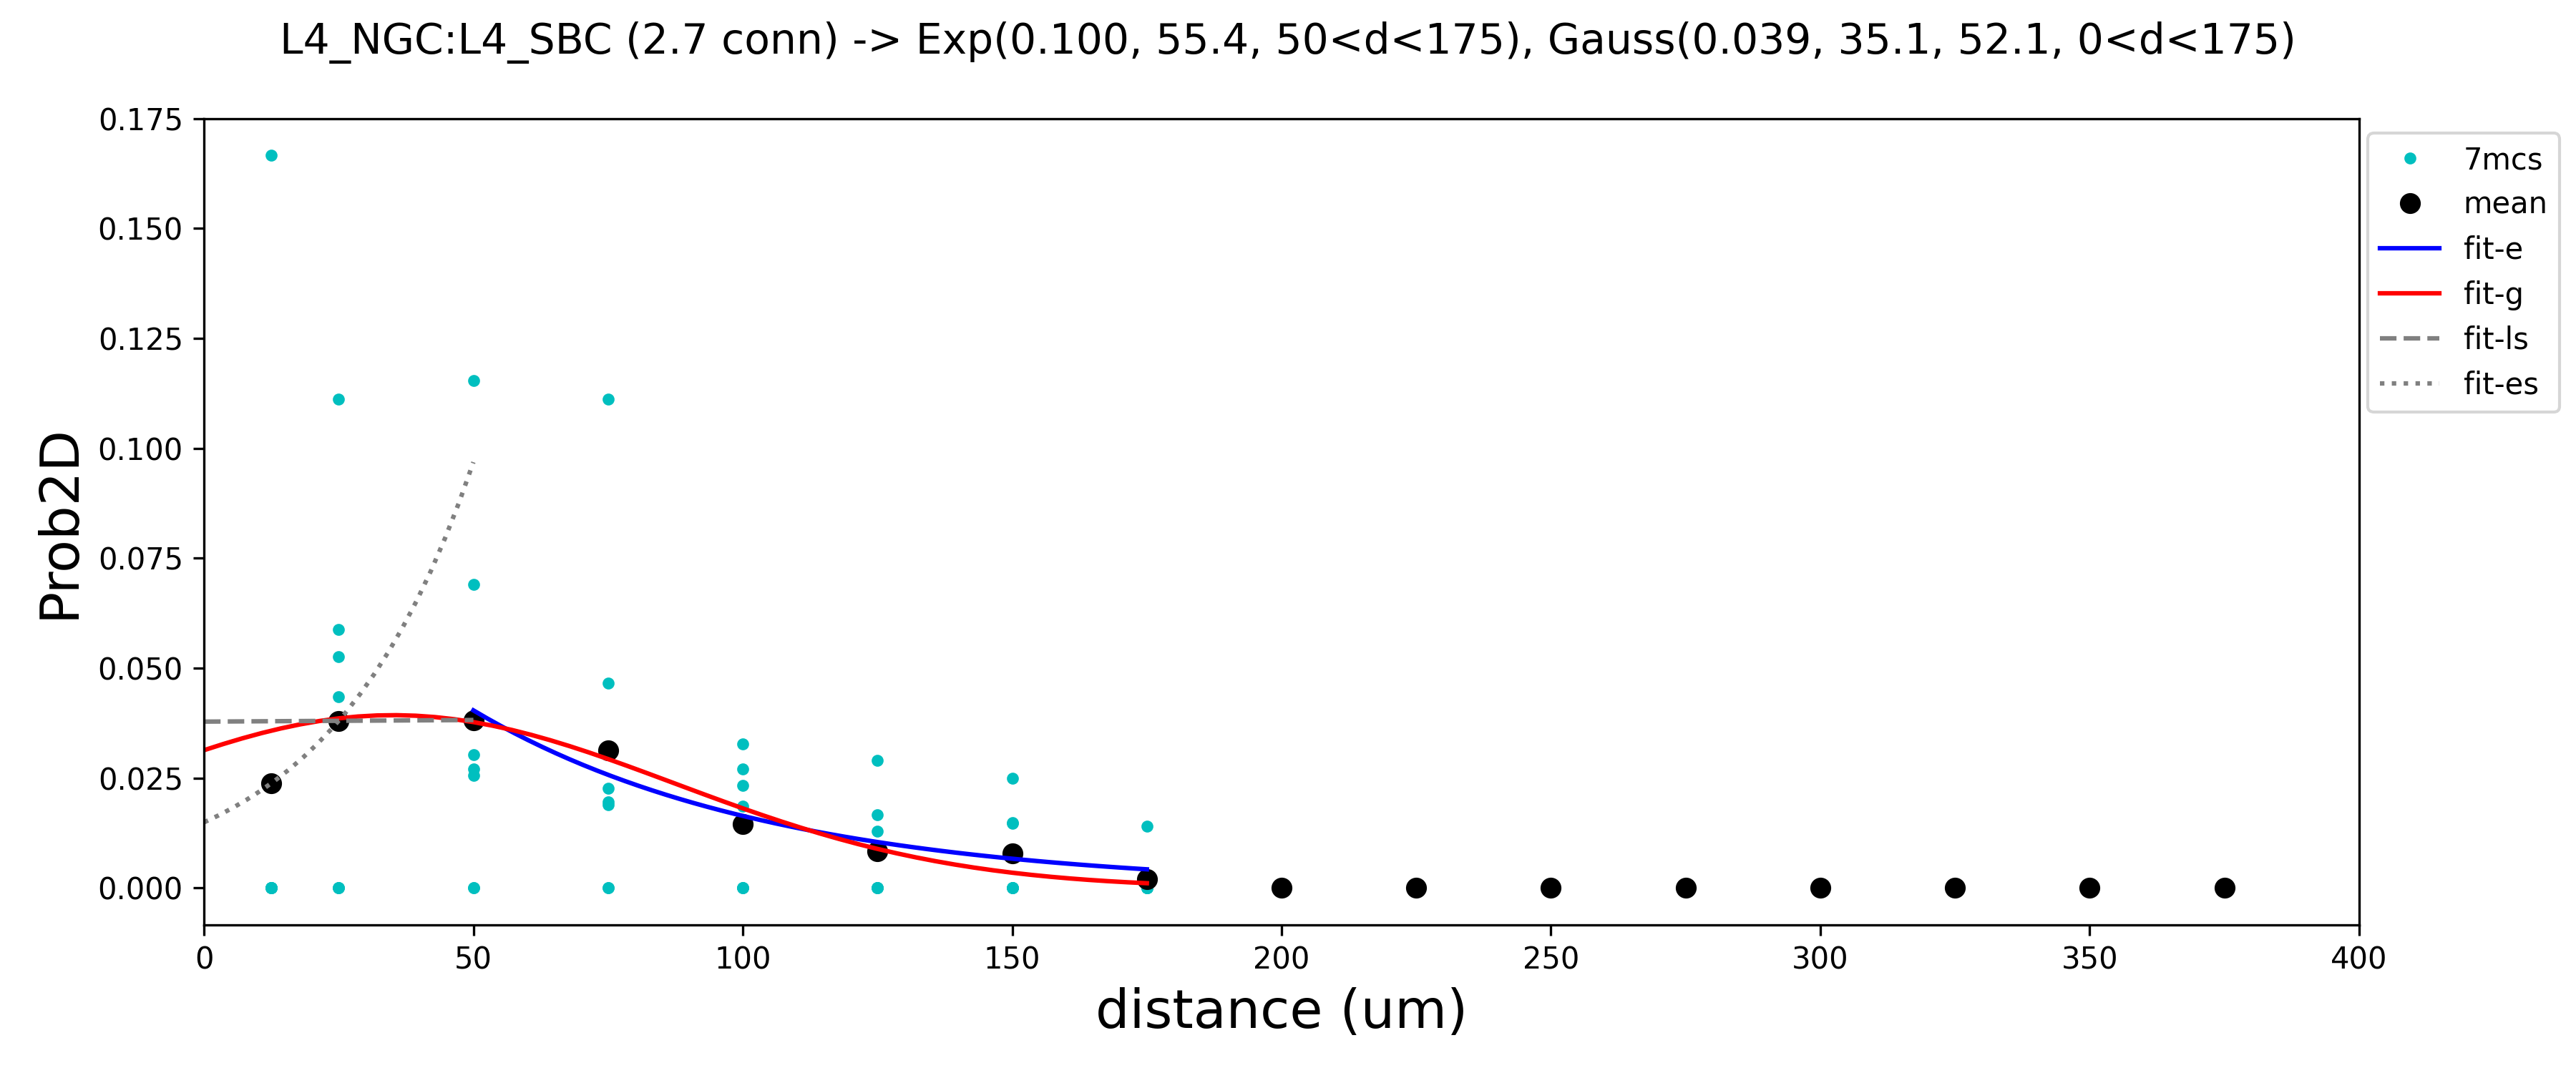 L4_NGC:L4_SBC (2.7 conn) -> Exp(0.100, 55.4, 50<d<175), Gauss(0.039, 35.1, 52.1, 0<d<175)
0.175
0.150
0.125
0.100
0.075
0.050
0.025
0.000
Prob2D
0 50 100 150 200 250 300 350 400
distance (um)
7mcs
mean
fit-e
fit-g
fit-ls
fit-es